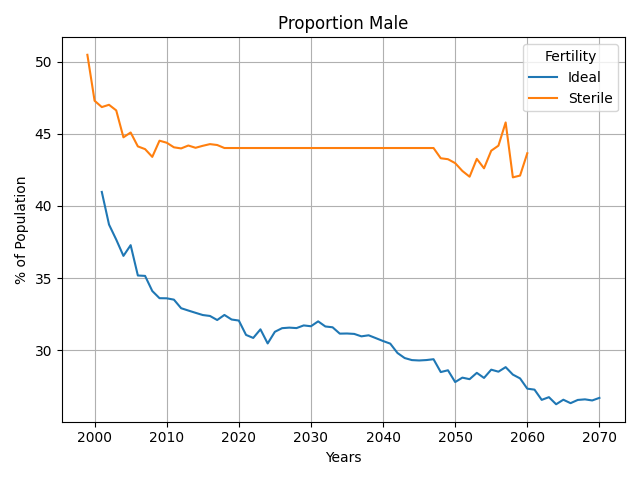 Proportion Male
Fertility
Ideal
Sterile
% of Population
50
45
40
35
30
2000 2010 2020 2030 2040 2050 2060 2070
Years